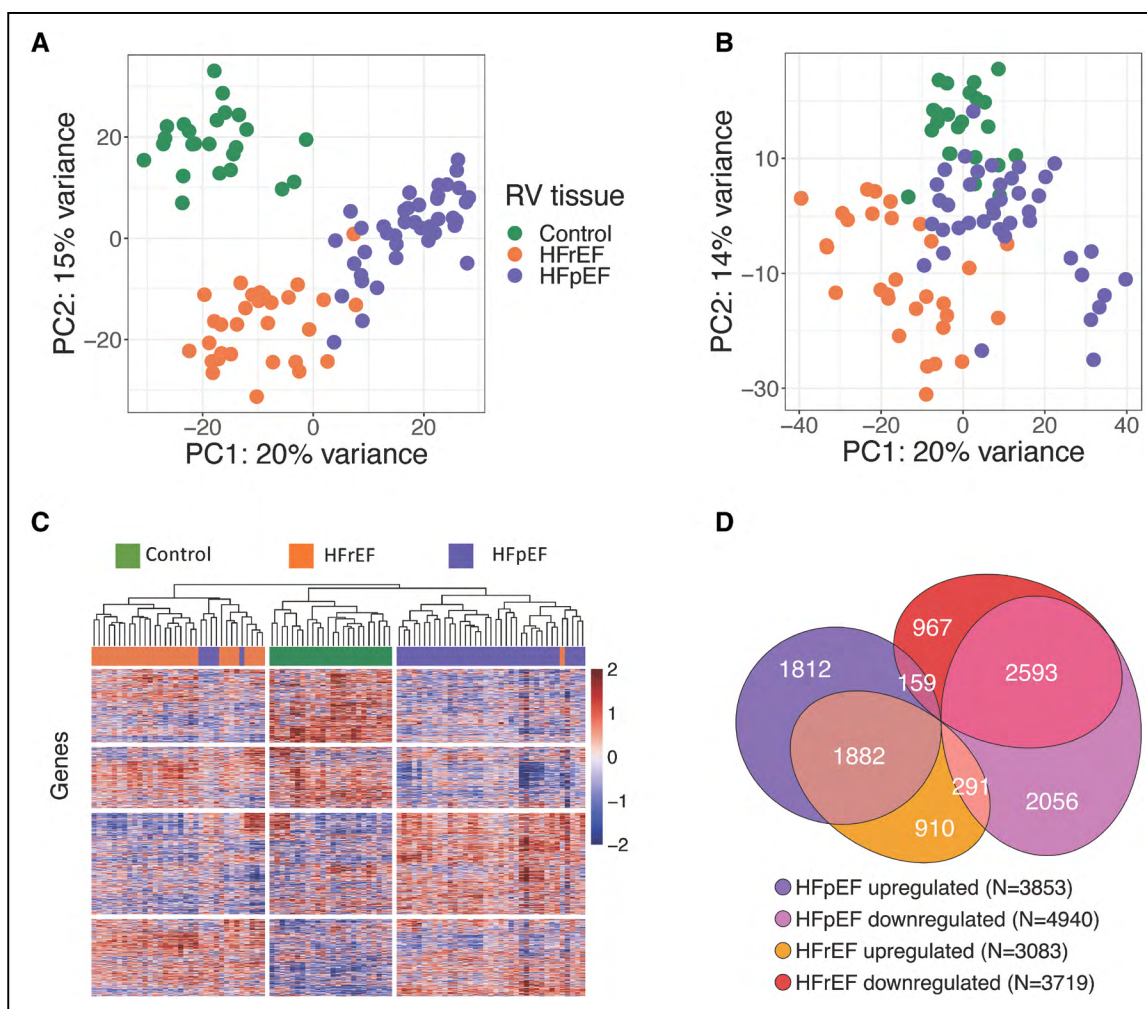 A
PC2: 15% variance
20
0
−20
−20
0
20
PC1: 20% variance
RV tissue
Control
HFrEF
HFpEF
B
PC2: 14% variance
10
−10
−30
−40
−20
0
20
40
PC1: 20% variance
C
Control
HFrEF
HFpEF
Genes
2
1
0
−1
−2
D
967
1812
159
2593
1882
291
2056
910
HFpEF upregulated (N=3853)
HFpEF downregulated (N=4940)
HFrEF upregulated (N=3083)
HFrEF downregulated (N=3719)